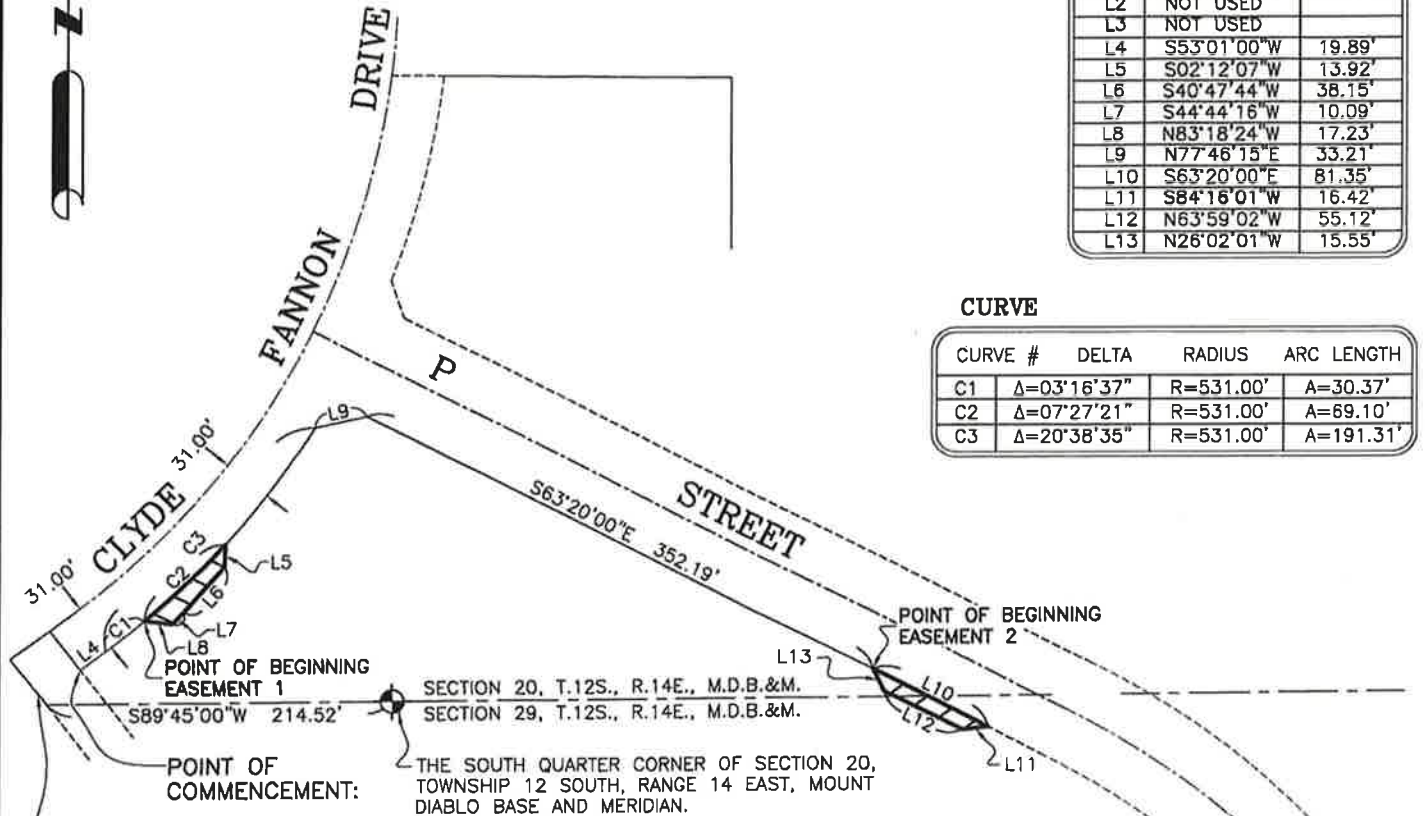 N
DRIVE
FANNON
CLYDE
31.00'
31.00'
P
STREET
L2 NOT USED
L3 NOT USED
L4 S53°01'00"W 19.89'
L5 S02°12'07"W 13.92'
L6 S40°47'44"W 38.15'
L7 S44°44'16"W 10.09'
L8 N83°18'24"W 17.23'
L9 N77°46'15"E 33.21'
L10 S63°20'00"E 81.35'
L11 S84°16'01"W 16.42'
L12 N63°59'02"W 55.12'
L13 N26°02'01"W 15.55'
CURVE
CURVE # DELTA RADIUS ARC LENGTH
C1 Δ=03°16'37" R=531.00' A=30.37'
C2 Δ=07°27'21" R=531.00' A=69.10'
C3 Δ=20°38'35" R=531.00' A=191.31'
L9
S63°20'00"E 352.19'
C3
C2
L5
L6
L7
C1
L4
L8
POINT OF BEGINNING
EASEMENT 1
POINT OF BEGINNING
EASEMENT 2
L13
L10
L12
L11
SECTION 20, T.12S., R.14E., M.D.B.&M.
S89°45'00"W 214.52'
SECTION 29, T.12S., R.14E., M.D.B.&M.
POINT OF
COMMENCEMENT:
THE SOUTH QUARTER CORNER OF SECTION 20,
TOWNSHIP 12 SOUTH, RANGE 14 EAST, MOUNT
DIABLO BASE AND MERIDIAN.